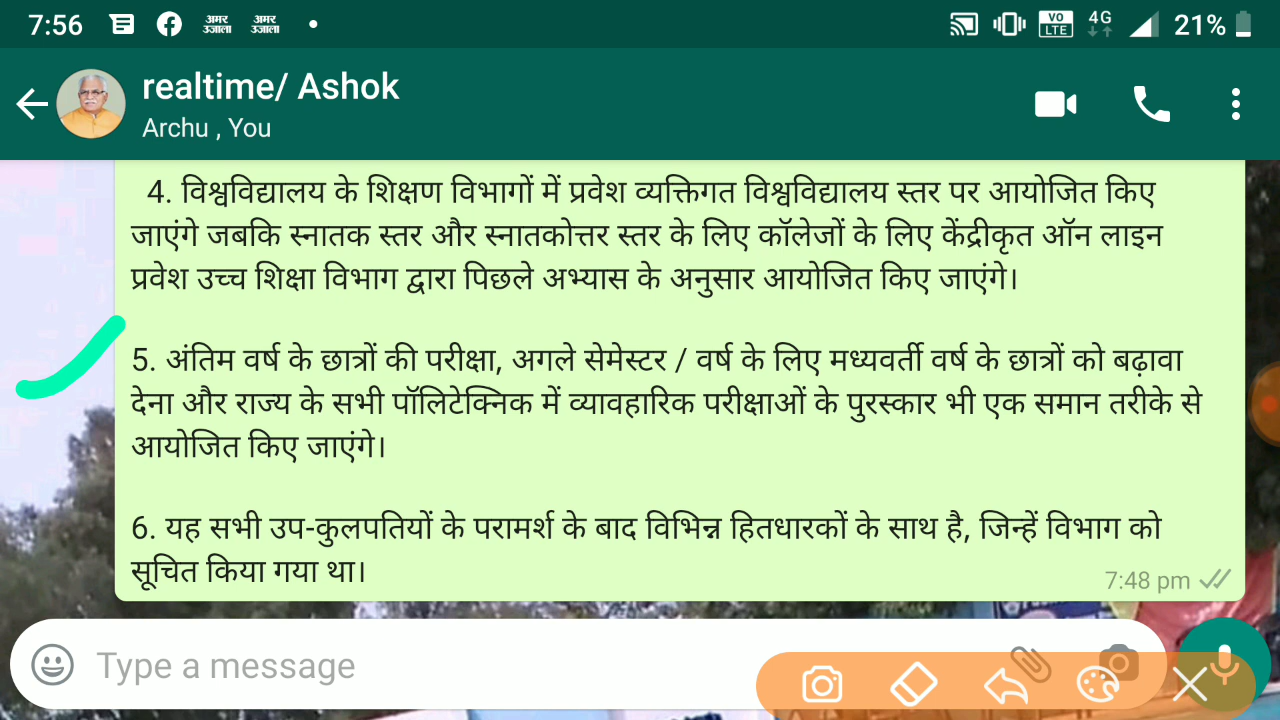 7:56 अमर उजाला अमर उजाला VO LTE 4G 21%
realtime/ Ashok
Archu , You
4. विश्वविद्यालय के शिक्षण विभागों में प्रवेश व्यक्तिगत विश्वविद्यालय स्तर पर आयोजित किए
जाएंगे जबकि स्नातक स्तर और स्नातकोत्तर स्तर के लिए कॉलेजों के लिए केंद्रीकृत ऑन लाइन
प्रवेश उच्च शिक्षा विभाग द्वारा पिछले अभ्यास के अनुसार आयोजित किए जाएंगे।
5. अंतिम वर्ष के छात्रों की परीक्षा, अगले सेमेस्टर / वर्ष के लिए मध्यवर्ती वर्ष के छात्रों को बढ़ावा
देना और राज्य के सभी पॉलिटेक्निक में व्यावहारिक परीक्षाओं के पुरस्कार भी एक समान तरीके से
आयोजित किए जाएंगे।
6. यह सभी उप-कुलपतियों के परामर्श के बाद विभिन्न हितधारकों के साथ है, जिन्हें विभाग को
सूचित किया गया था।
7:48 pm
Type a message